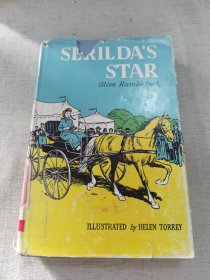 SERILDA'S
STAR
Olive Rambo Cook
ILLUSTRATED by HELEN TORREY